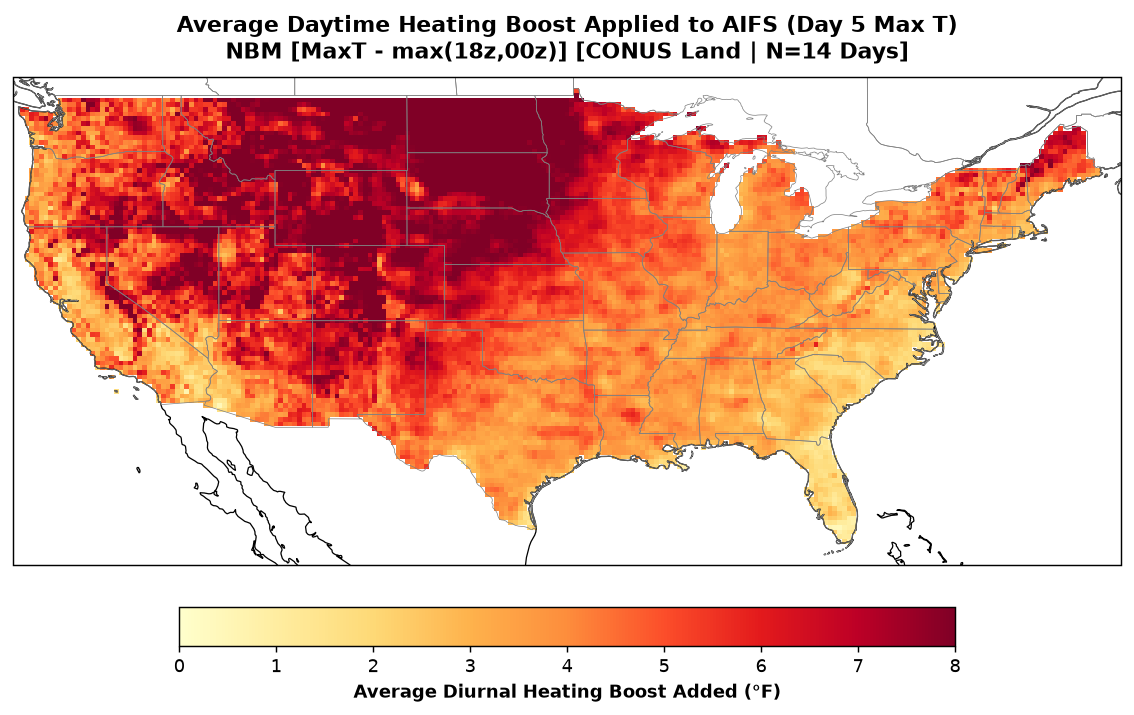 Average Daytime Heating Boost Applied to AIFS (Day 5 Max T)
NBM [MaxT - max(18z,00z)] [CONUS Land | N=14 Days]
0 1 2 3 4 5 6 7 8
Average Diurnal Heating Boost Added (°F)